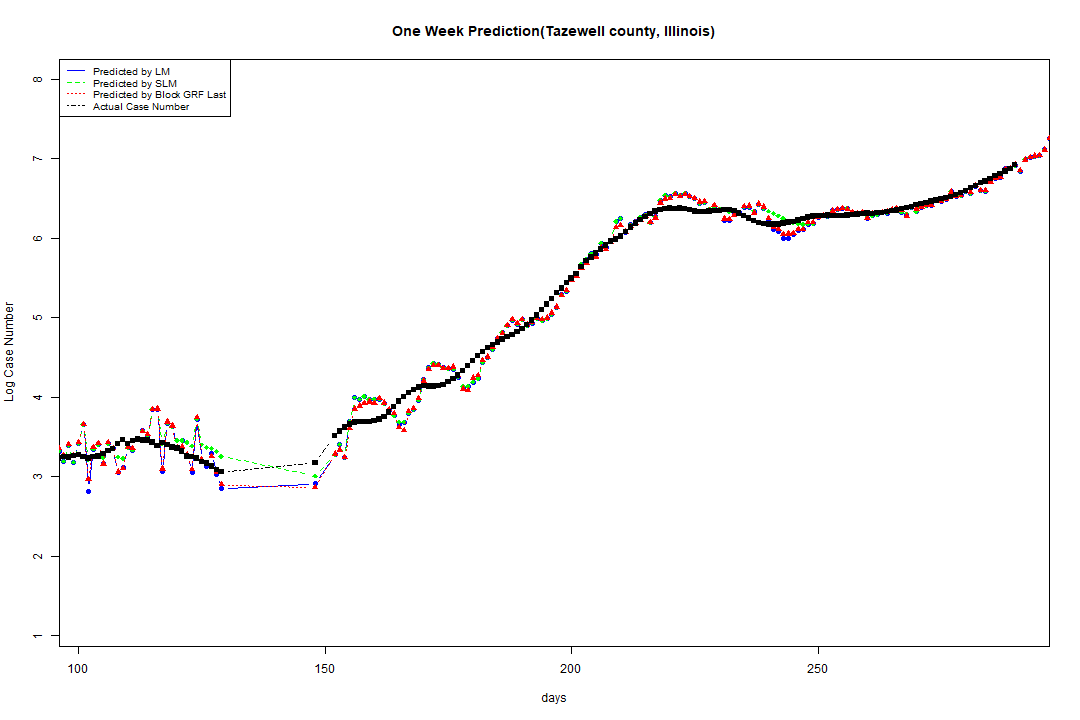 One Week Prediction(Tazewell county, Illinois)
Predicted by LM
Predicted by SLM
Predicted by Block GRF Last
Actual Case Number
8
7
6
5
4
3
2
1
Log Case Number
100 150 200 250
days